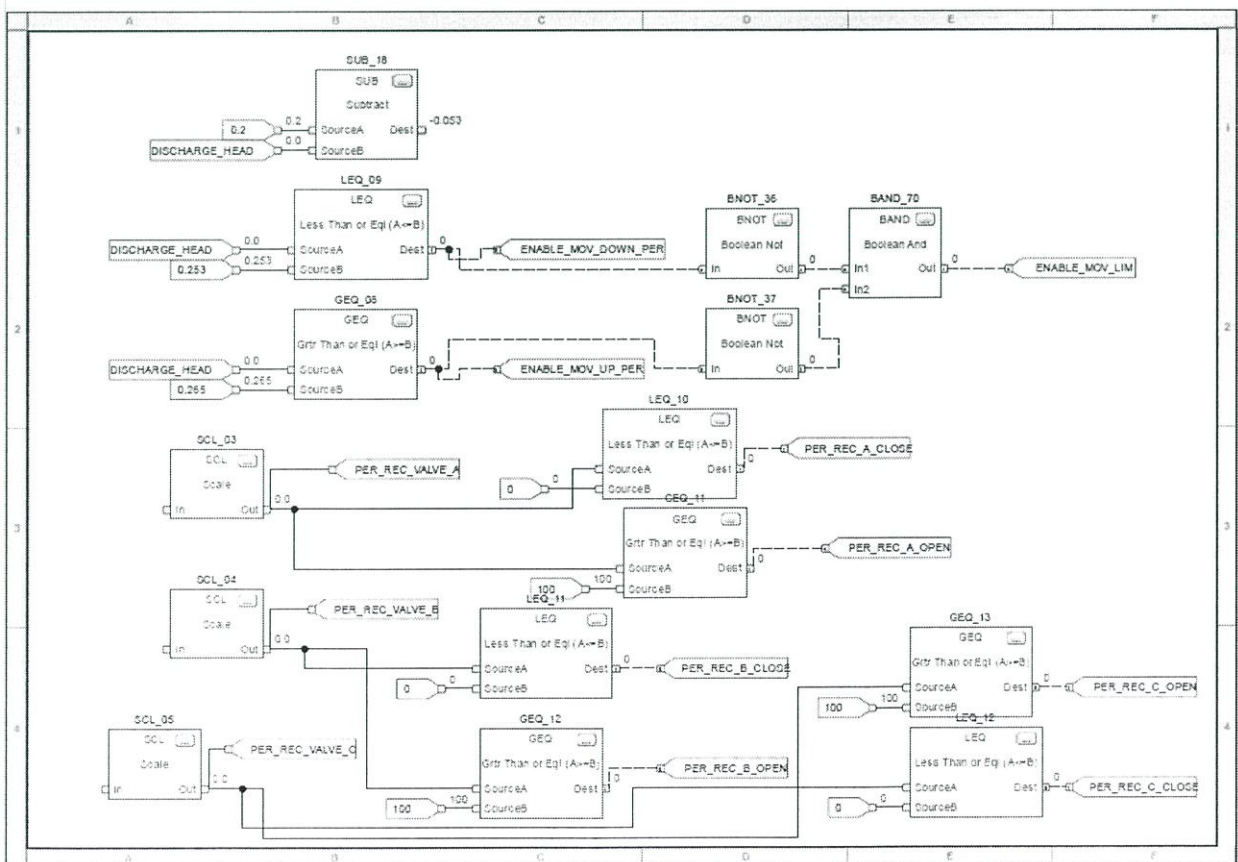 A B C D E F
SUB_18
SUB
Subtract
0.2 0.2 SourceA Dest -0.053
DISCHARGE_HEAD 0.0 SourceB
1 1
LEQ_09
LEQ
Less Than or Eql (A<=B)
DISCHARGE_HEAD 0.0 SourceA Dest 0 ENABLE_MOV_DOWN_PER
0.253 0.253 SourceB
BNOT_36
BNOT
Boolean Not
In Out 0
BAND_70
BAND
Boolean And
In1 Out 0 ENABLE_MOV_LIM
In2
GEQ_08
GEQ
Grtr Than or Eql (A>=B)
DISCHARGE_HEAD 0.0 SourceA Dest 0 ENABLE_MOV_UP_PER
0.265 0.265 SourceB
BNOT_37
BNOT
Boolean Not
In Out 0
2 2
LEQ_10
LEQ
Less Than or Eql (A<=B)
SourceA Dest 0 PER_REC_A_CLOSE
0 0 SourceB
SCL_03
SCL
Scale
In Out 0.0 PER_REC_VALVE_A
GEQ_11
GEQ
Grtr Than or Eql (A>=B)
SourceA Dest 0 PER_REC_A_OPEN
100 100 SourceB
3 3
SCL_04
SCL
Scale
In Out 0.0 PER_REC_VALVE_B
LEQ_11
LEQ
Less Than or Eql (A<=B)
SourceA Dest 0 PER_REC_B_CLOSE
0 0 SourceB
GEQ_13
GEQ
Grtr Than or Eql (A>=B)
SourceA Dest 0 PER_REC_C_OPEN
100 100 SourceB
SCL_05
SCL
Scale
In Out 0.0 PER_REC_VALVE_C
GEQ_12
GEQ
Grtr Than or Eql (A>=B)
SourceA Dest 0 PER_REC_B_OPEN
100 100 SourceB
LEQ_12
LEQ
Less Than or Eql (A<=B)
SourceA Dest 0 PER_REC_C_CLOSE
0 0 SourceB
4 4
A B C D E F